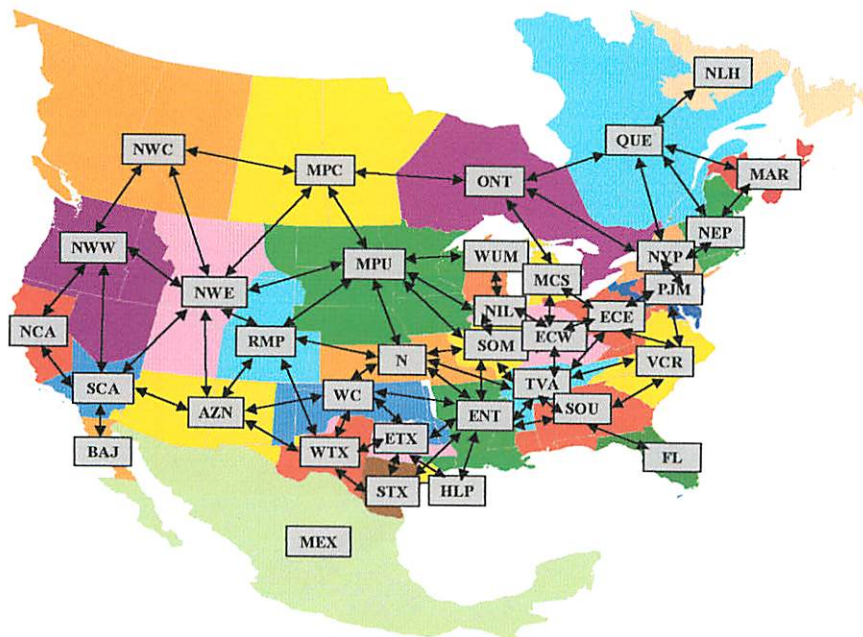 NLH
QUE
NWC
MPC
ONT
MAR
NEP
NWW
WUM
NYP
MPU
MCS
NWE
PJM
NIL
ECE
NCA
ECW
RMP
SOM
N
VCR
SCA
TVA
WC
AZN
ENT
SOU
ETX
BAJ
WTX
FL
STX
HLP
MEX